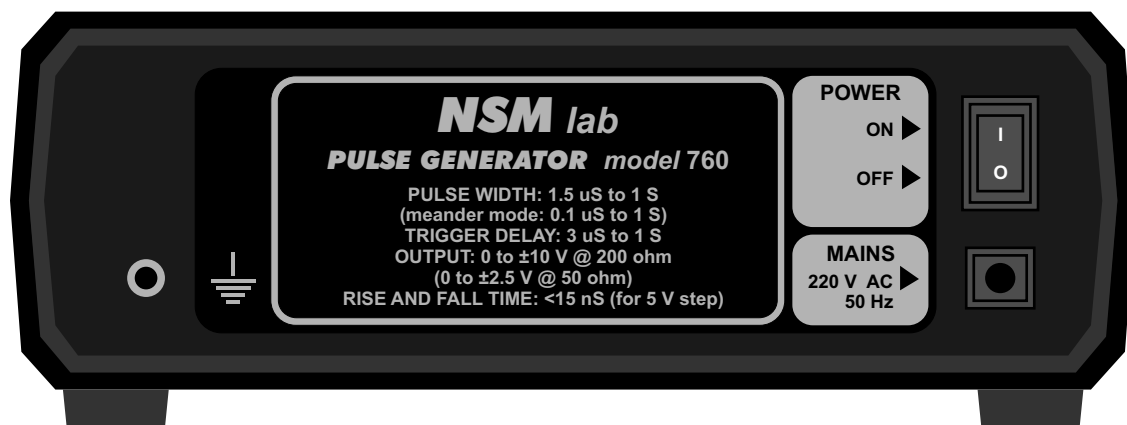 NSM lab
PULSE GENERATOR model 760
PULSE WIDTH: 1.5 uS to 1 S
(meander mode: 0.1 uS to 1 S)
TRIGGER DELAY: 3 uS to 1 S
OUTPUT: 0 to ±10 V @ 200 ohm
(0 to ±2.5 V @ 50 ohm)
RISE AND FALL TIME: <15 nS (for 5 V step)
POWER
ON
OFF
MAINS
220 V AC
50 Hz
I
O